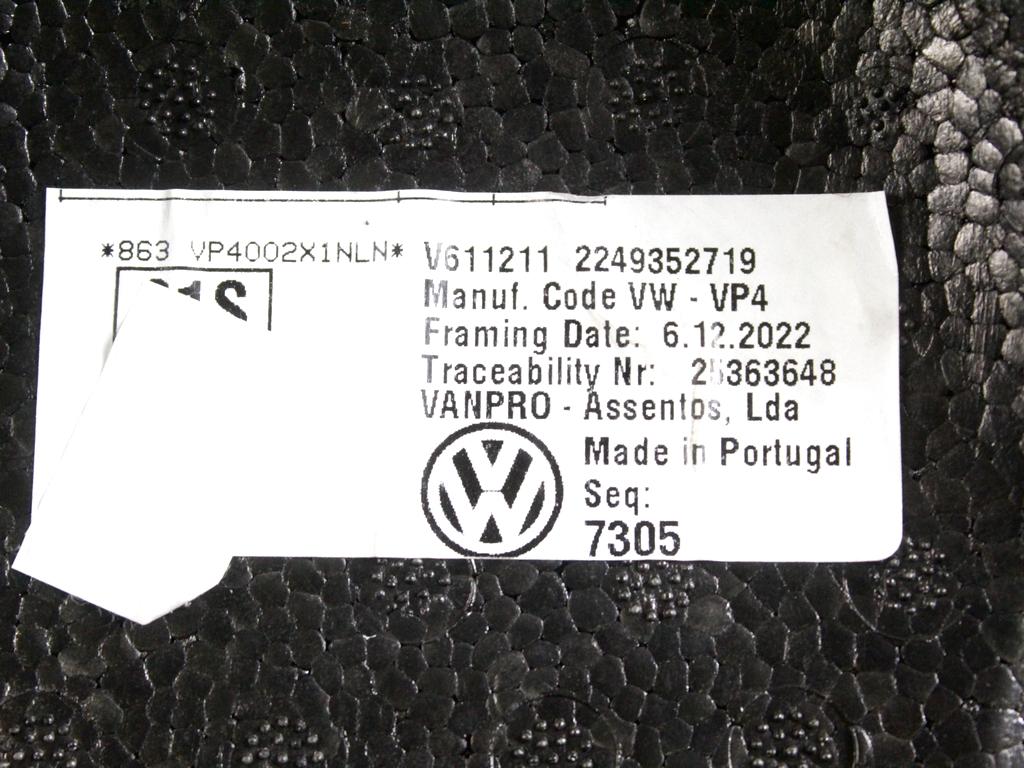 *863 VP4002X1NLN*
V611211 2249352719
Manuf. Code VW - VP4
Framing Date: 6.12.2022
Traceability Nr:
VANPRO - Assentos, Lda
Made in Portugal
Seq:
7305